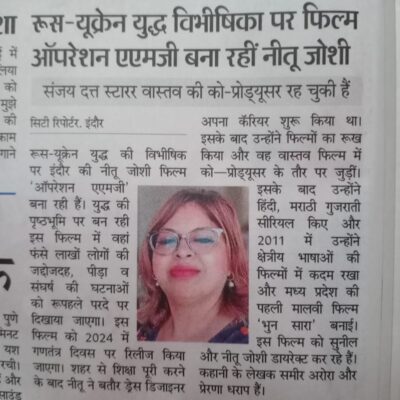 रूस-यूक्रेन युद्ध विभीषिका पर फिल्म
ऑपरेशन एएमजी बना रहीं नीतू जोशी
संजय दत्त स्टारर वास्तव की को-प्रोड्यूसर रह चुकी हैं
सिटी रिपोर्टर. इंदौर
रूस-यूक्रेन युद्ध की विभीषिक
पर इंदौर की नीतू जोशी फिल्म
'ऑपरेशन एएमजी'
बना रही हैं। युद्ध की
पृष्ठभूमि पर बन रही
इस फिल्म में वहां
फंसे लाखों लोगों की
जद्दोजहद, पीड़ा व
संघर्ष की घटनाओं
को रूपहले परदे पर
दिखाया जाएगा। इस
फिल्म को 2024 में
गणतंत्र दिवस पर रिलीज किया
जाएगा। शहर से शिक्षा पूरी करने
के बाद नीतू ने बतौर ड्रेस डिजाइनर
अपना कॅरियर शुरू किया था।
इसके बाद उन्होंने फिल्मों का रूख
किया और वह वास्तव फिल्म में
को—प्रोड्यूसर के तौर पर जुड़ीं।
इसके बाद उन्होंने
हिंदी, मराठी गुजराती
सीरियल किए और
2011 में उन्होंने
क्षेत्रीय भाषाओं की
फिल्मों में कदम रखा
और मध्य प्रदेश की
पहली मालवी फिल्म
'भुन सारा' बनाई।
इस फिल्म को सुनील
और नीतू जोशी डायरेक्ट कर रहे हैं।
कहानी के लेखक समीर अरोरा और
प्रेरणा धराप हैं।